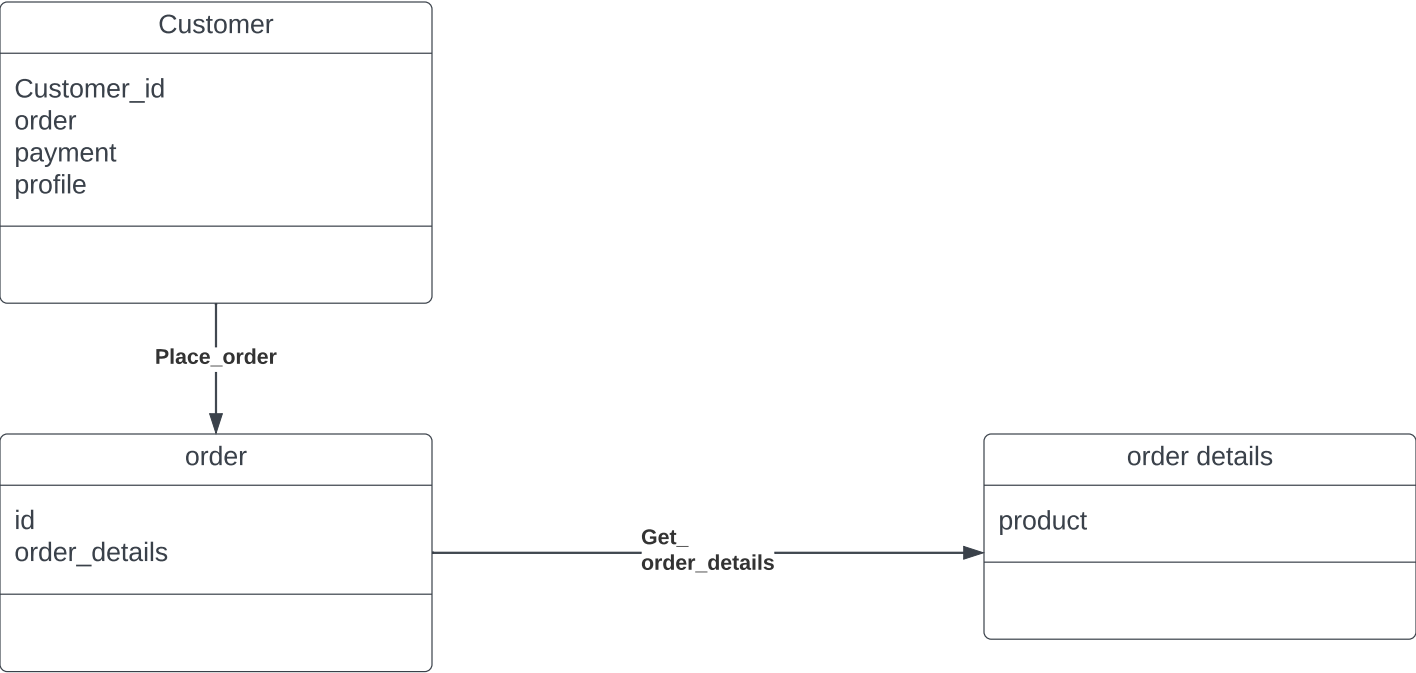 Customer
Customer_id
order
payment
profile
Place_order
order
id
order_details
Get_
order_details
order details
product